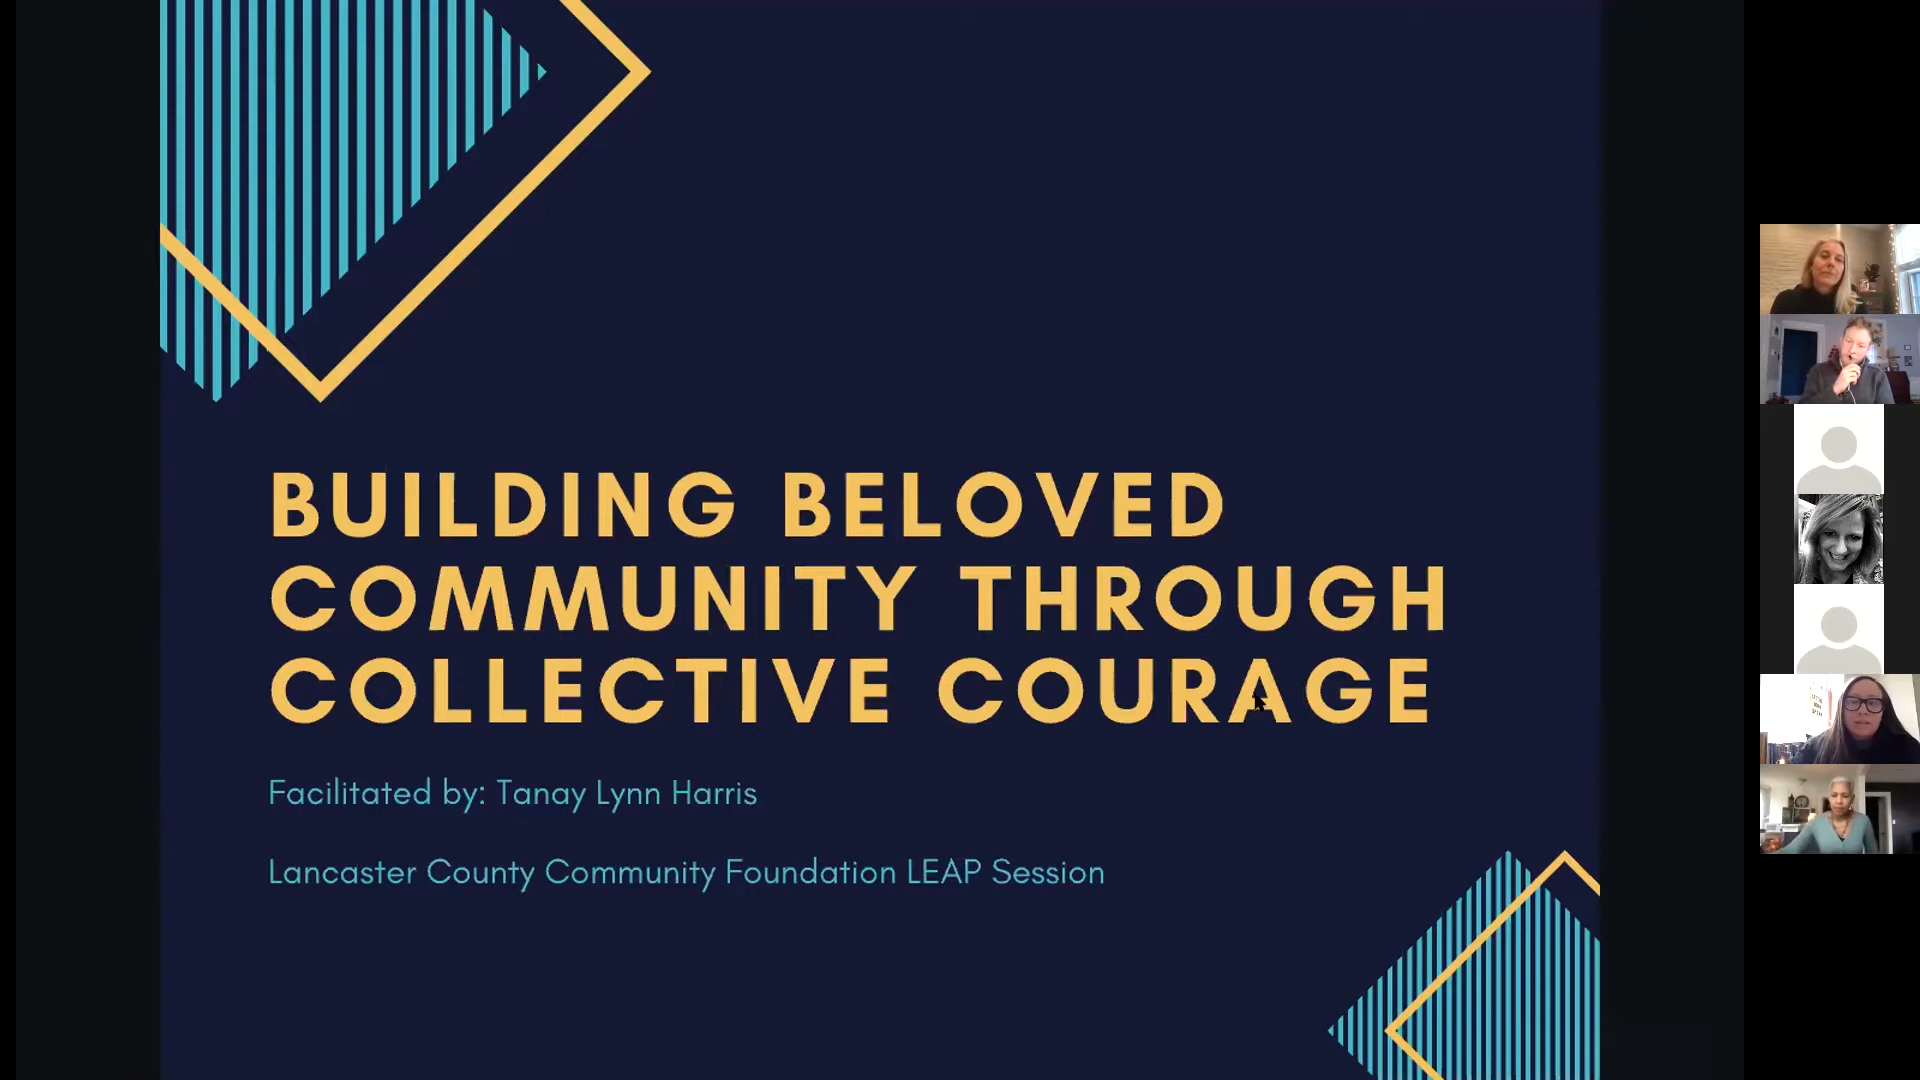 BUILDING BELOVED
COMMUNITY THROUGH
COLLECTIVE COURAGE
Facilitated by: Tanay Lynn Harris
Lancaster County Community Foundation LEAP Session